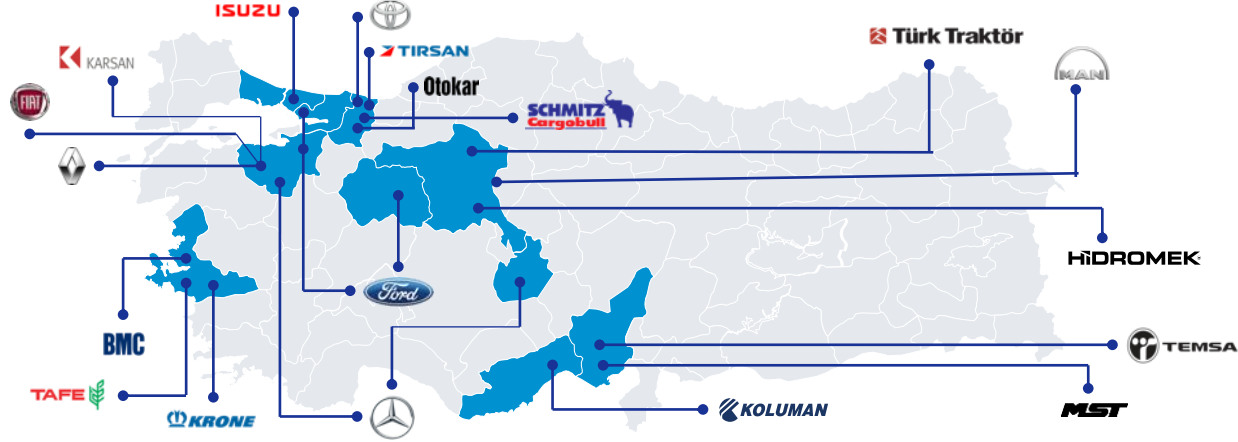 ISUZU
TIRSAN
Türk Traktör
KARSAN
MAN
Otokar
FIAT
SCHMITZ
Cargobull
HİDROMEK
Ford
BMC
TEMSA
TAFE
KRONE
KOLUMAN
MST